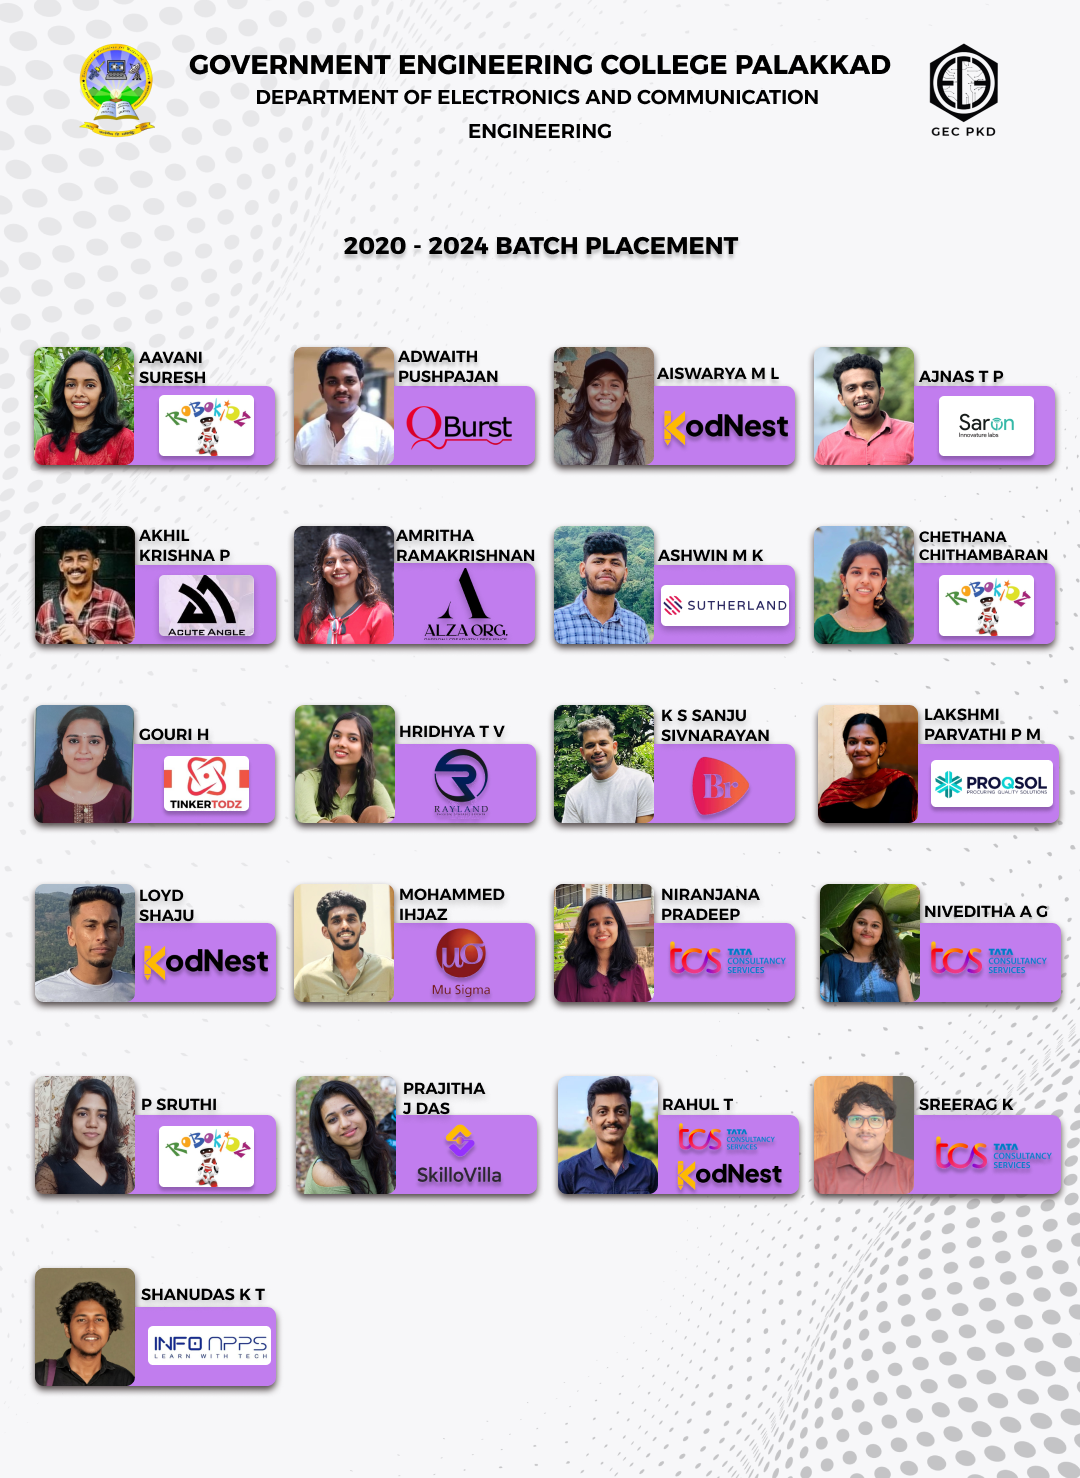 GOVERNMENT ENGINEERING COLLEGE PALAKKAD
DEPARTMENT OF ELECTRONICS AND COMMUNICATION
ENGINEERING
ECE
GEC PKD
2020 - 2024 BATCH PLACEMENT
AAVANI
SURESH
ROBOKIDZ
ADWAITH
PUSHPAJAN
QBurst
AISWARYA M L
KodNest
AJNAS T P
Saron
Innovature labs
AKHIL
KRISHNA P
ACUTE ANGLE
AMRITHA
RAMAKRISHNAN
ALZA ORG.
ASHWIN M K
SUTHERLAND
CHETHANA
CHITHAMBARAN
ROBOKIDZ
GOURI H
TINKERTODZ
HRIDHYA T V
RAYLAND
K S SANJU
SIVNARAYAN
Br
LAKSHMI
PARVATHI P M
PROQSOL
PROCURING QUALITY SOLUTIONS
LOYD
SHAJU
KodNest
MOHAMMED
IHJAZ
μσ
Mu Sigma
NIRANJANA
PRADEEP
tcs TATA
CONSULTANCY
SERVICES
NIVEDITHA A G
tcs TATA
CONSULTANCY
SERVICES
P SRUTHI
ROBOKIDZ
PRAJITHA
J DAS
SkilloVilla
RAHUL T
tcs TATA
CONSULTANCY
SERVICES
KodNest
SREERAG K
tcs TATA
CONSULTANCY
SERVICES
SHANUDAS K T
INFO APPS
LEARN WITH TECH